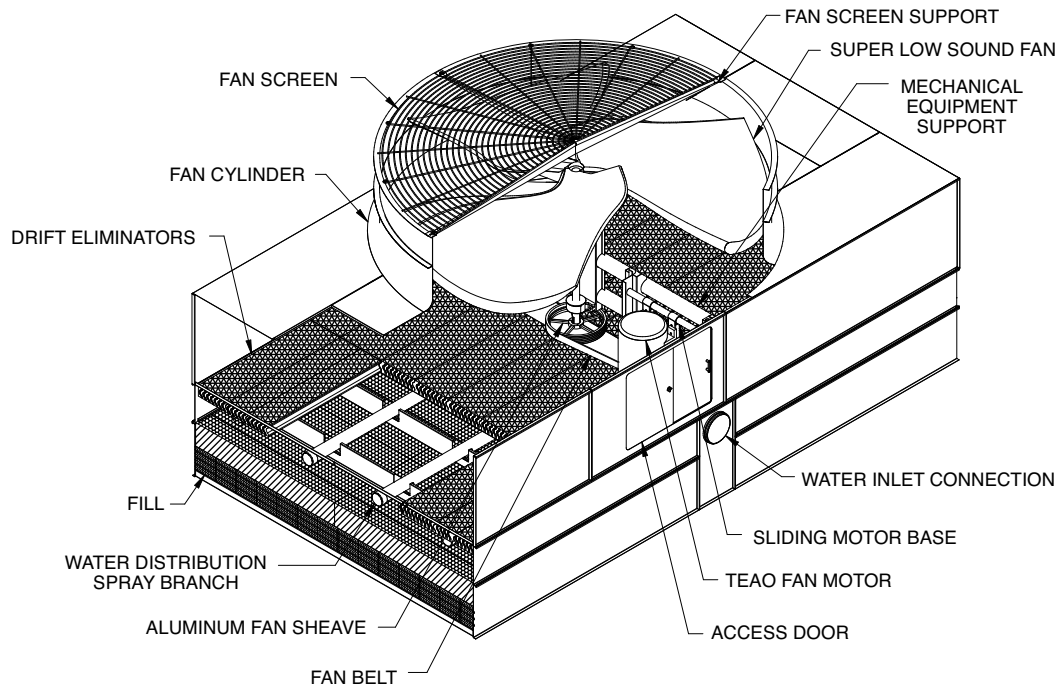 FAN SCREEN SUPPORT
SUPER LOW SOUND FAN
MECHANICAL
EQUIPMENT
SUPPORT
FAN SCREEN
FAN CYLINDER
DRIFT ELIMINATORS
FILL
WATER DISTRIBUTION
SPRAY BRANCH
ALUMINUM FAN SHEAVE
FAN BELT
WATER INLET CONNECTION
SLIDING MOTOR BASE
TEAO FAN MOTOR
ACCESS DOOR